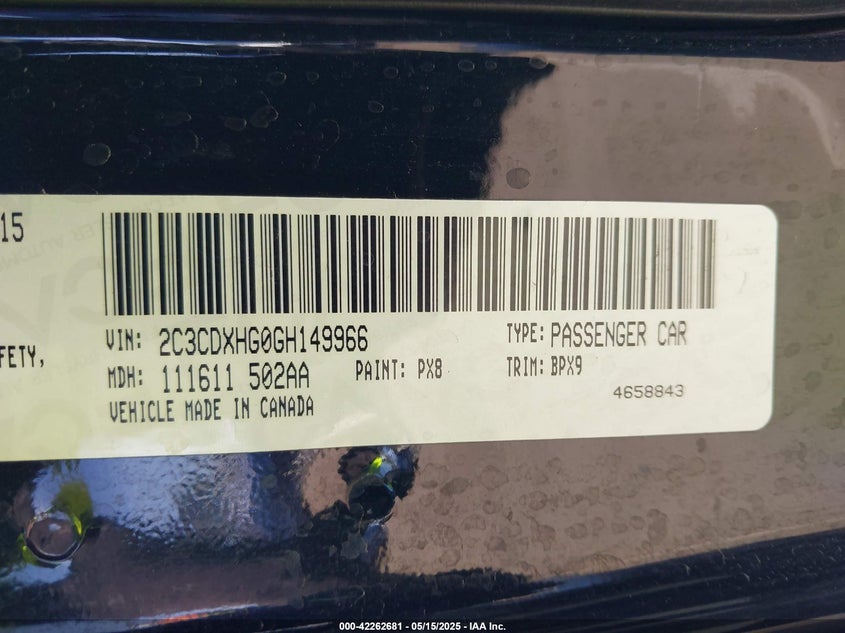 15
FETY,
VIN: 2C3CDXHG0GH149966 TYPE: PASSENGER CAR
MDH: 111611 502AA PAINT: PX8 TRIM: BPX9
VEHICLE MADE IN CANADA
4658843
000-42262681 - 05/15/2025 - IAA Inc.